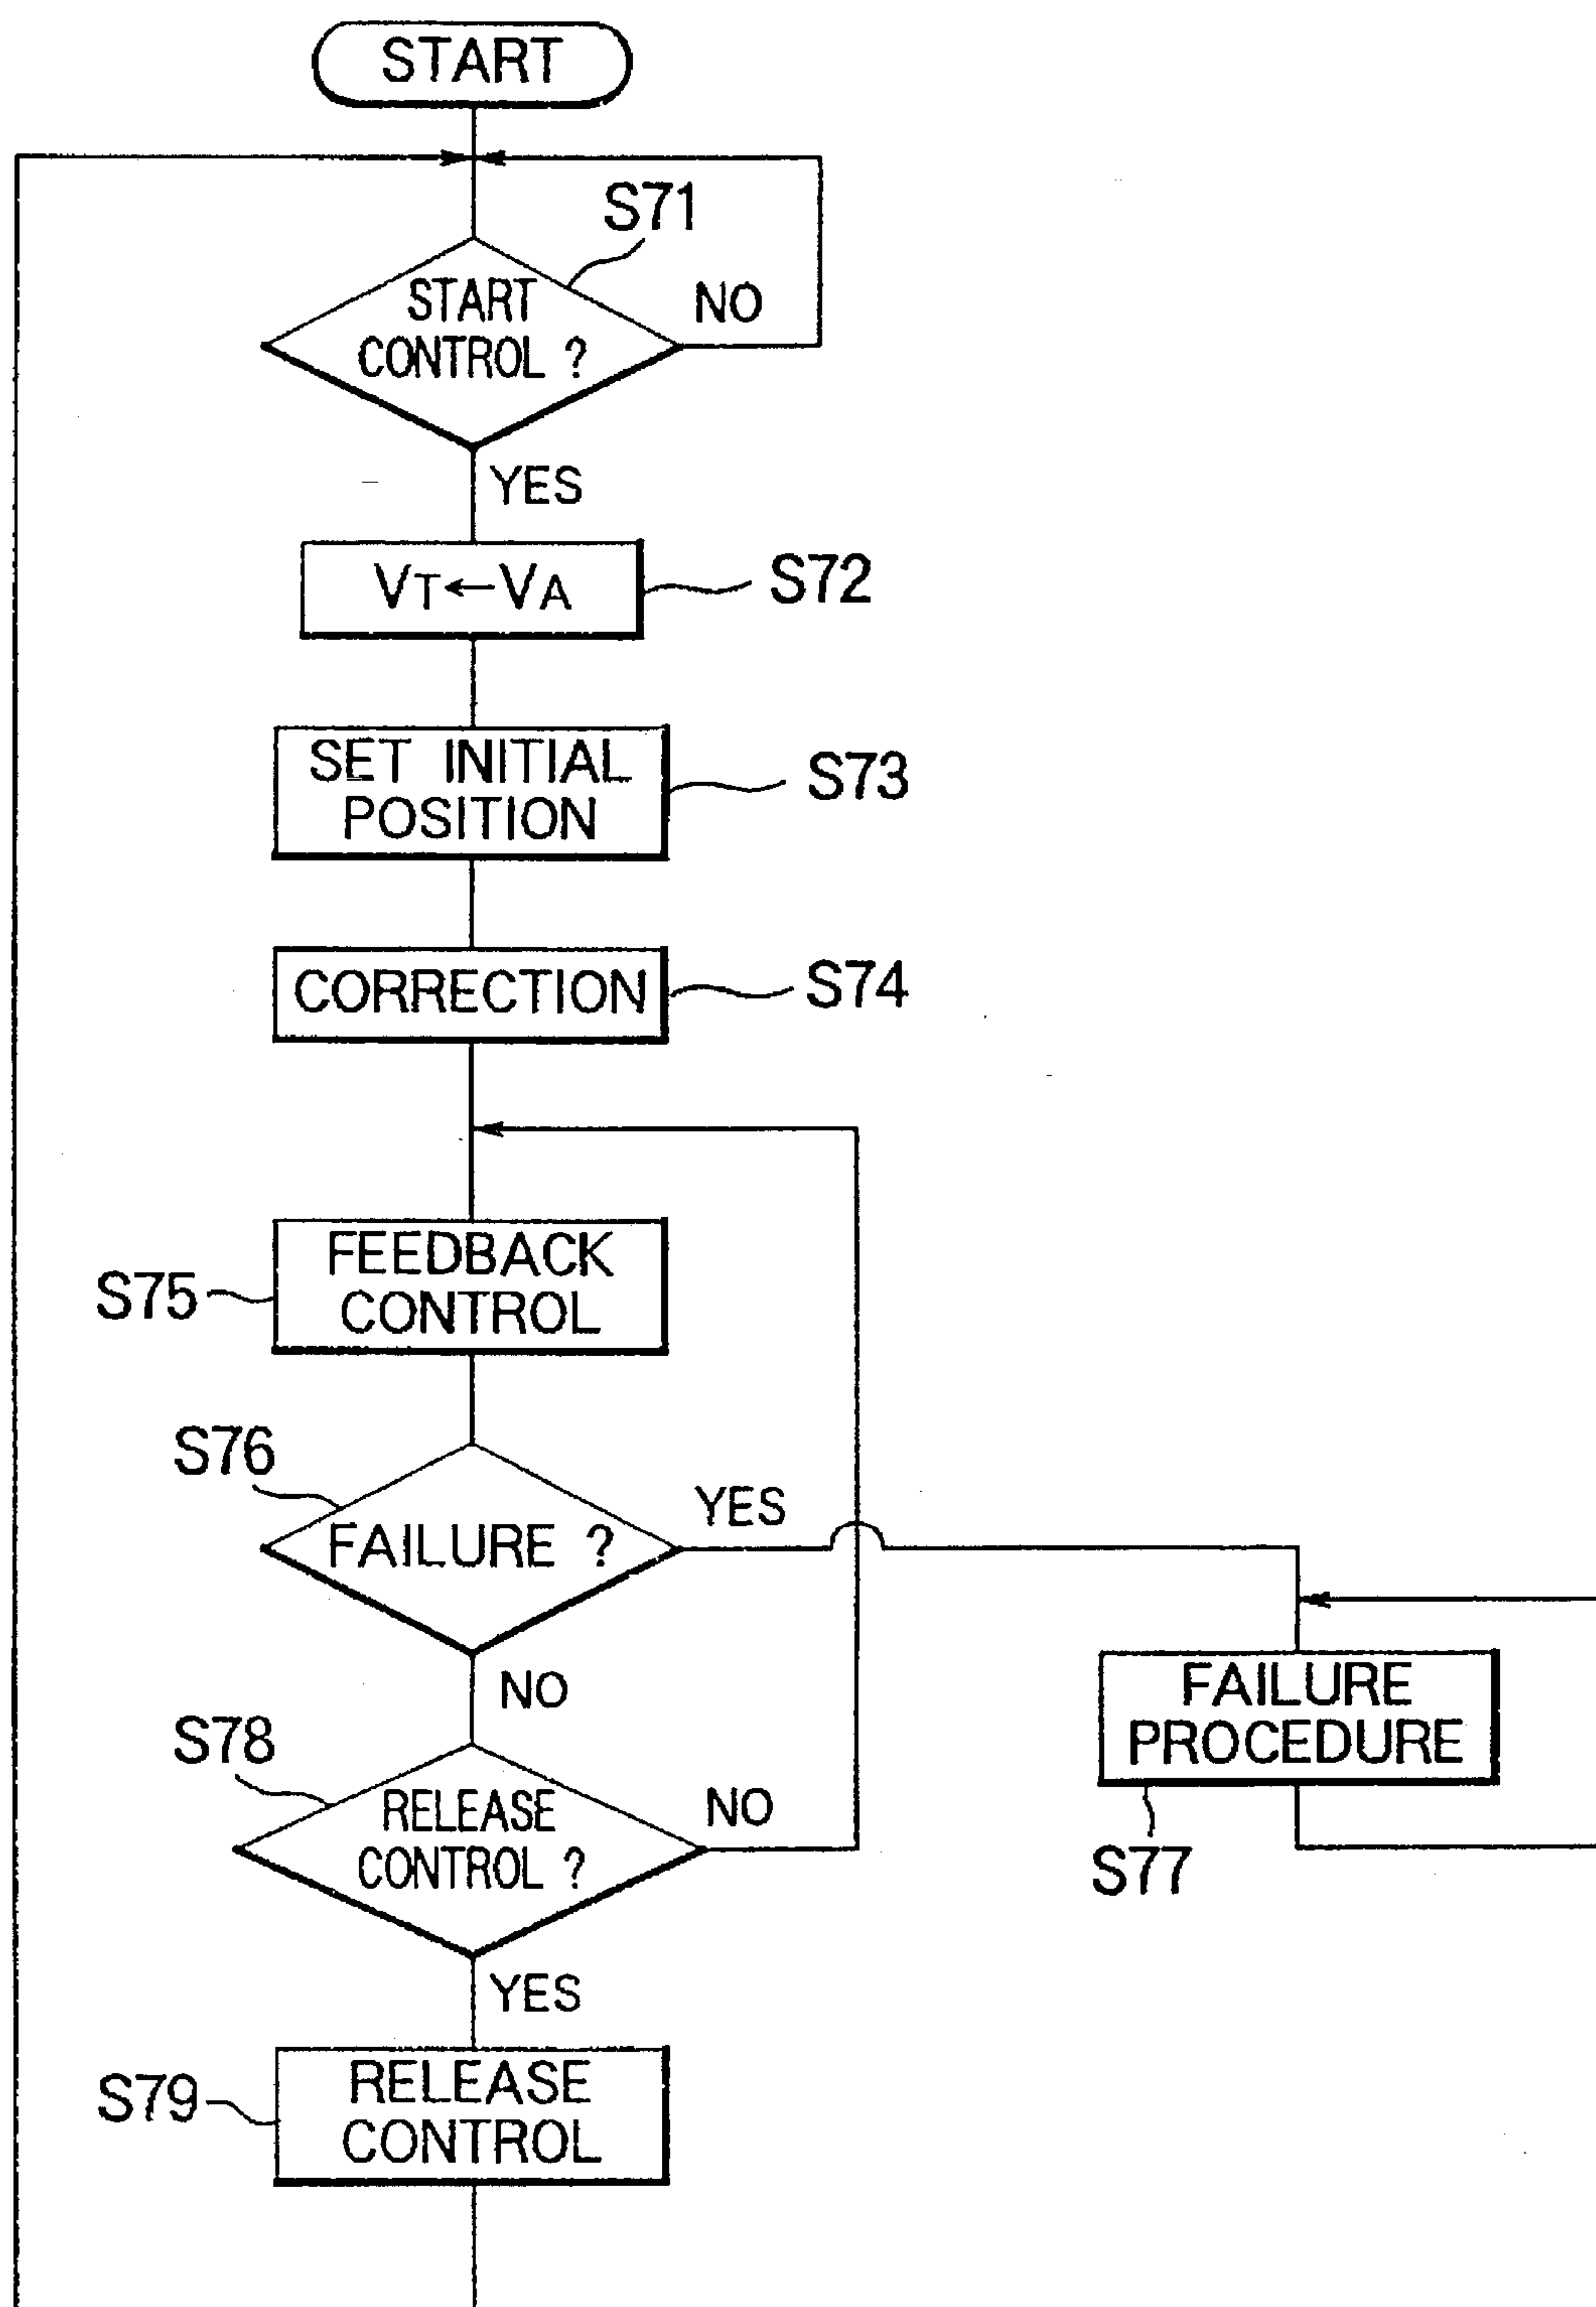 START
S71
START
CONTROL ?
NO
YES
VT←VA
S72
SET INITIAL
POSITION
S73
CORRECTION
S74
FEEDBACK
CONTROL
S75
S76
FAILURE ?
YES
NO
FAILURE
PROCEDURE
S77
S78
RELEASE
CONTROL ?
NO
YES
RELEASE
CONTROL
S79